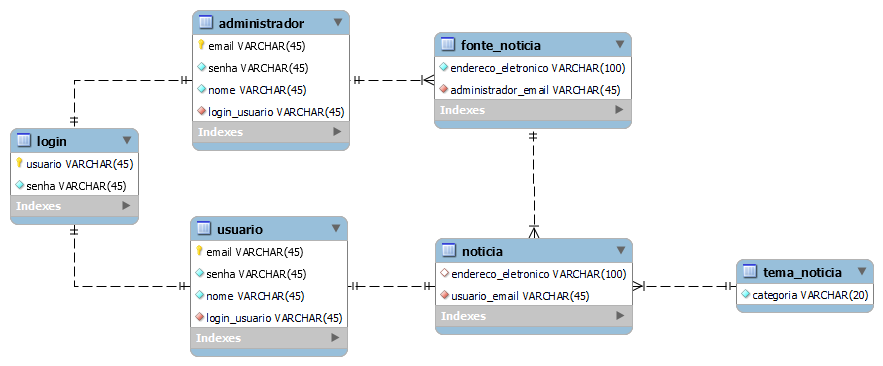 administrador
email VARCHAR(45)
senha VARCHAR(45)
nome VARCHAR(45)
login_usuario VARCHAR(45)
Indexes
fonte_noticia
endereco_eletronico VARCHAR(100)
administrador_email VARCHAR(45)
Indexes
login
usuario VARCHAR(45)
senha VARCHAR(45)
Indexes
usuario
email VARCHAR(45)
senha VARCHAR(45)
nome VARCHAR(45)
login_usuario VARCHAR(45)
Indexes
noticia
endereco_eletronico VARCHAR(100)
usuario_email VARCHAR(45)
Indexes
tema_noticia
categoria VARCHAR(20)